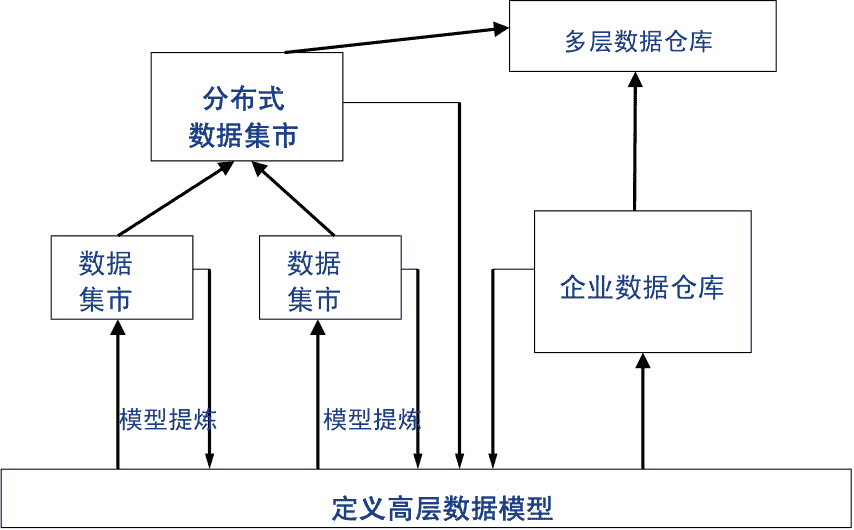 多层数据仓库
分布式
数据集市
数据
集市
数据
集市
企业数据仓库
模型提炼
模型提炼
定义高层数据模型